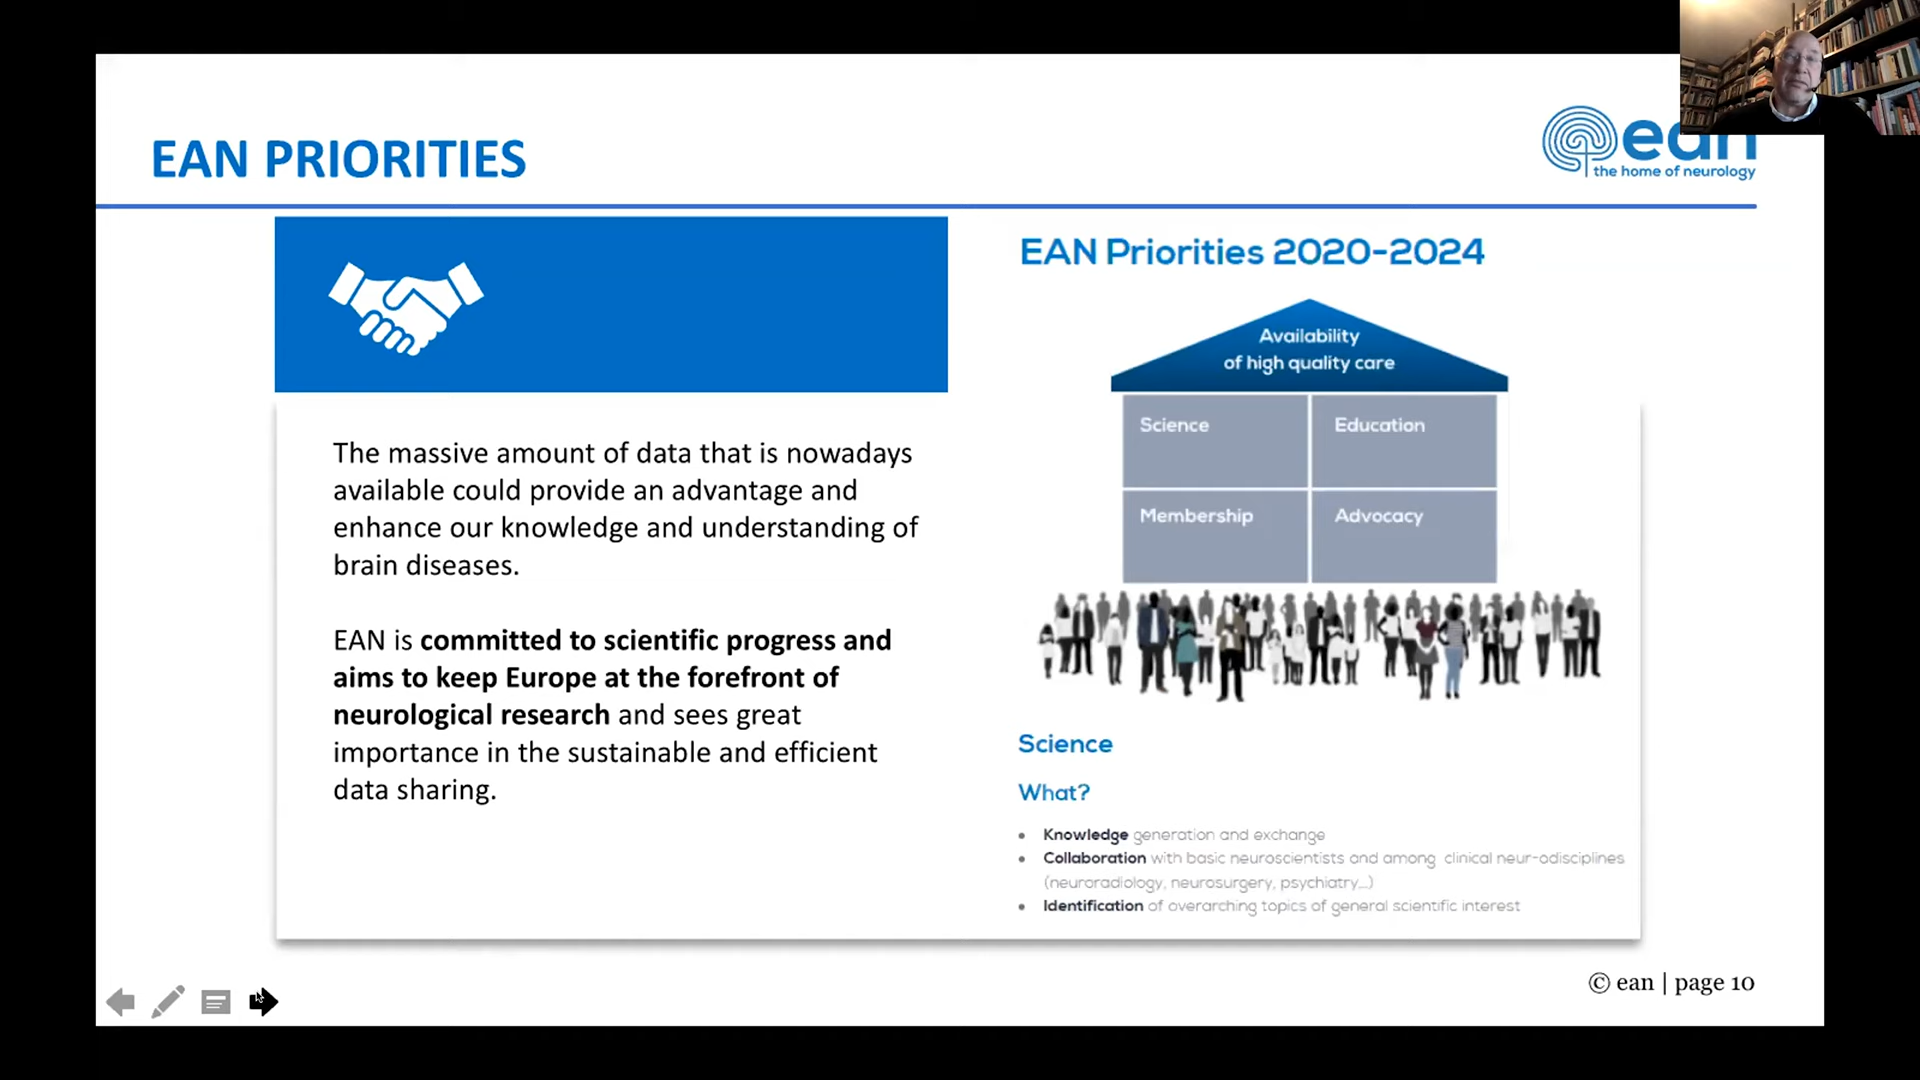 EAN PRIORITIES
ean
the home of neurology
The massive amount of data that is nowadays
available could provide an advantage and
enhance our knowledge and understanding of
brain diseases.
EAN is committed to scientific progress and
aims to keep Europe at the forefront of
neurological research and sees great
importance in the sustainable and efficient
data sharing.
EAN Priorities 2020-2024
Availability
of high quality care
Science
Education
Membership
Advocacy
Science
What?
• Knowledge generation and exchange
• Collaboration with basic neuroscientists and among clinical neur-odisciplines
(neuroradiology, neurosurgery, psychiatry,..)
• Identification of overarching topics of general scientific interest
© ean | page 10